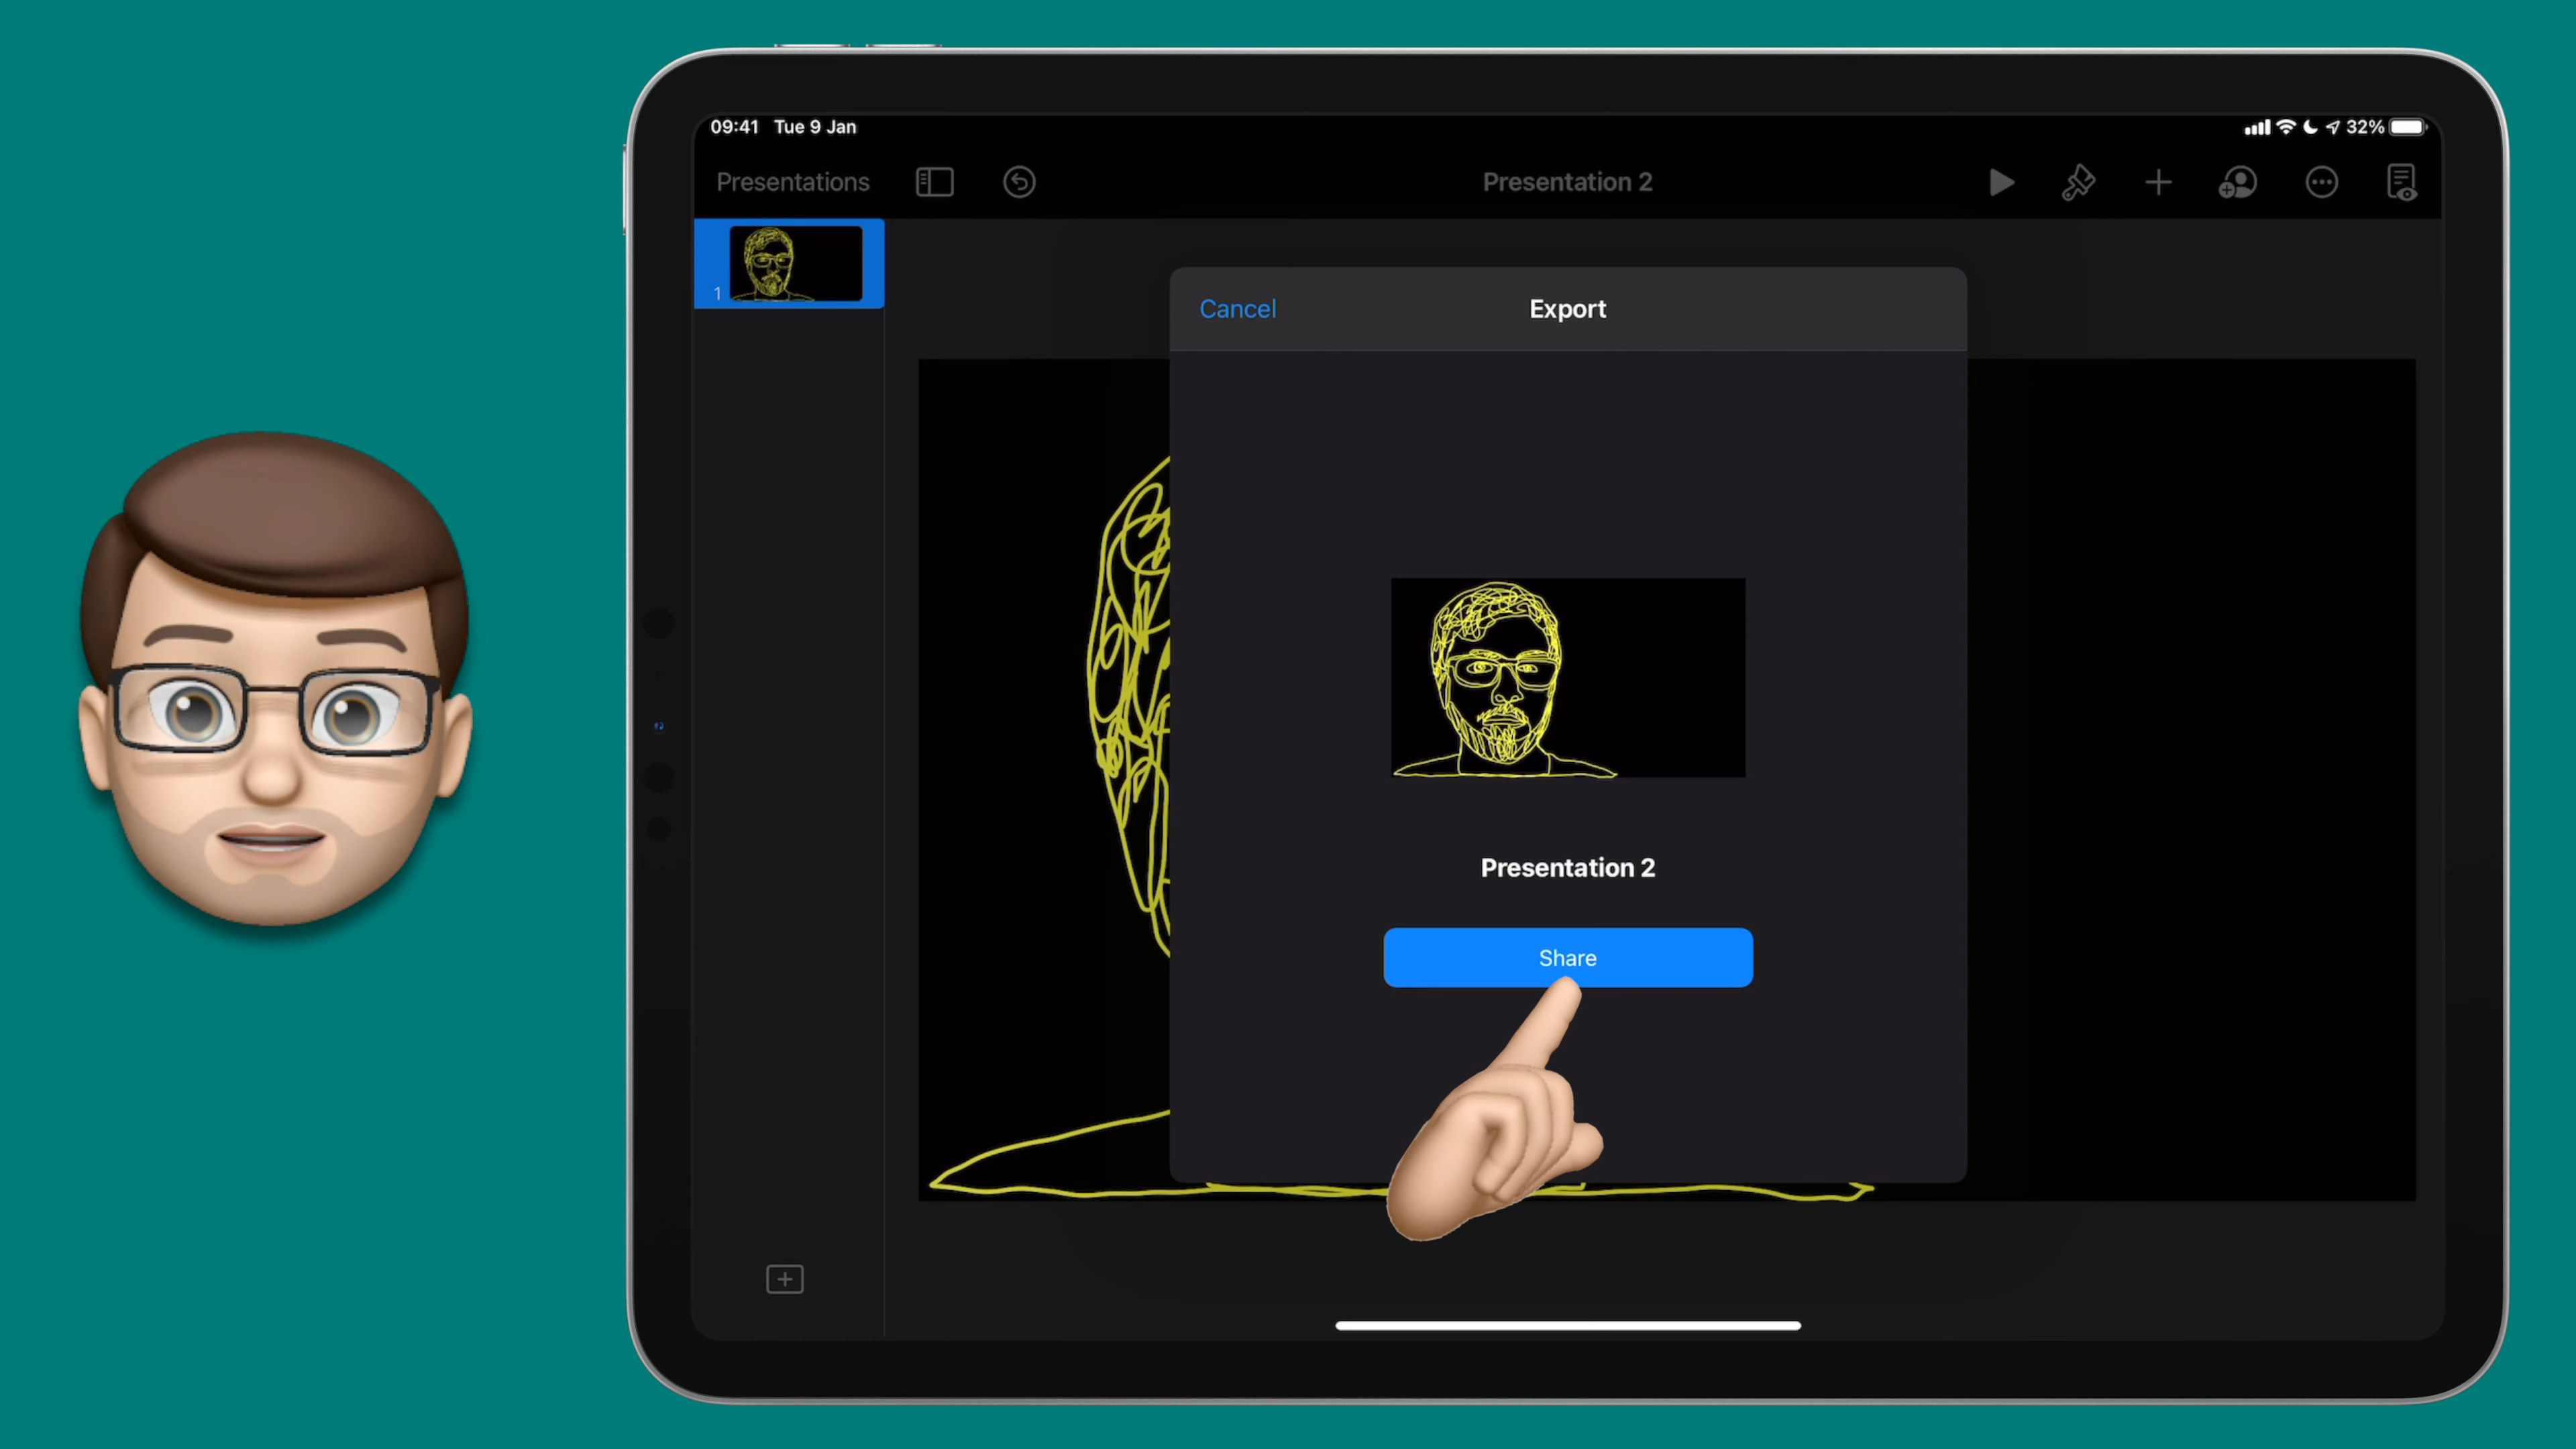 09:41 Tue 9 Jan
32%
Presentations
Presentation 2
1
Cancel
Export
Presentation 2
Share